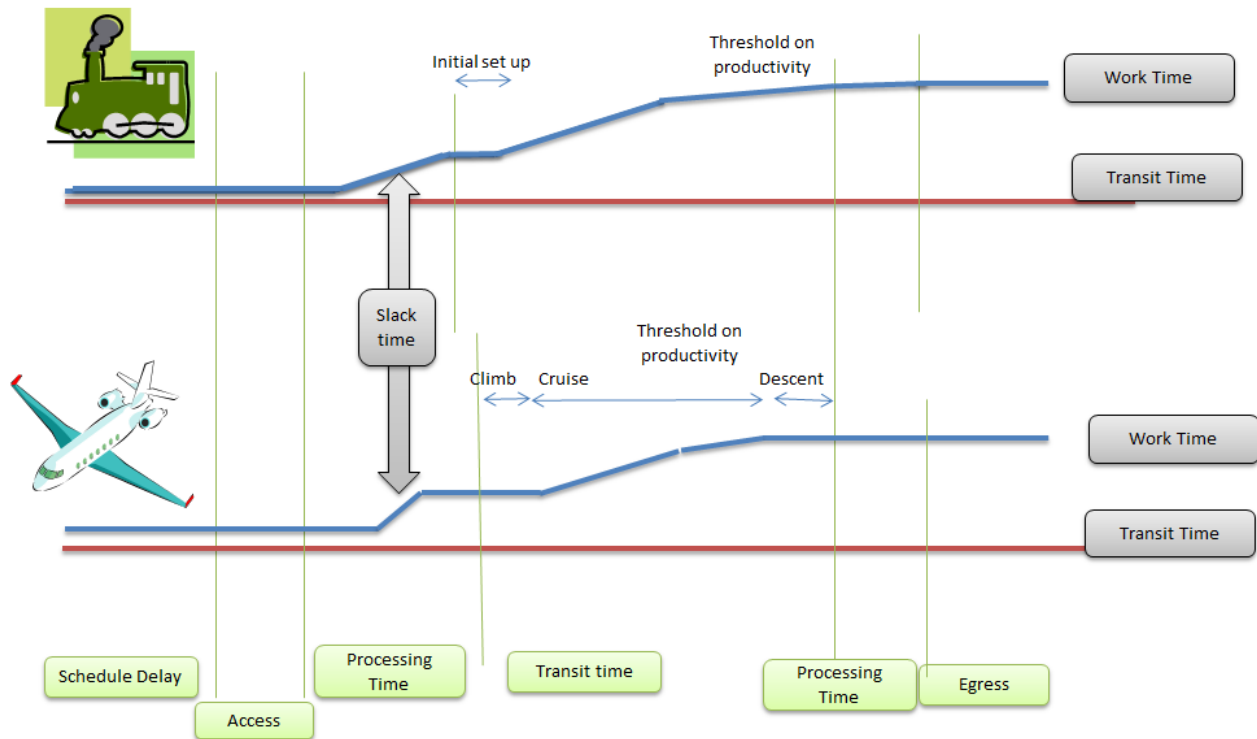 Initial set up
Threshold on
productivity
Work Time
Transit Time
Slack
time
Threshold on
productivity
Climb
Cruise
Descent
Work Time
Transit Time
Schedule Delay
Access
Processing
Time
Transit time
Processing
Time
Egress